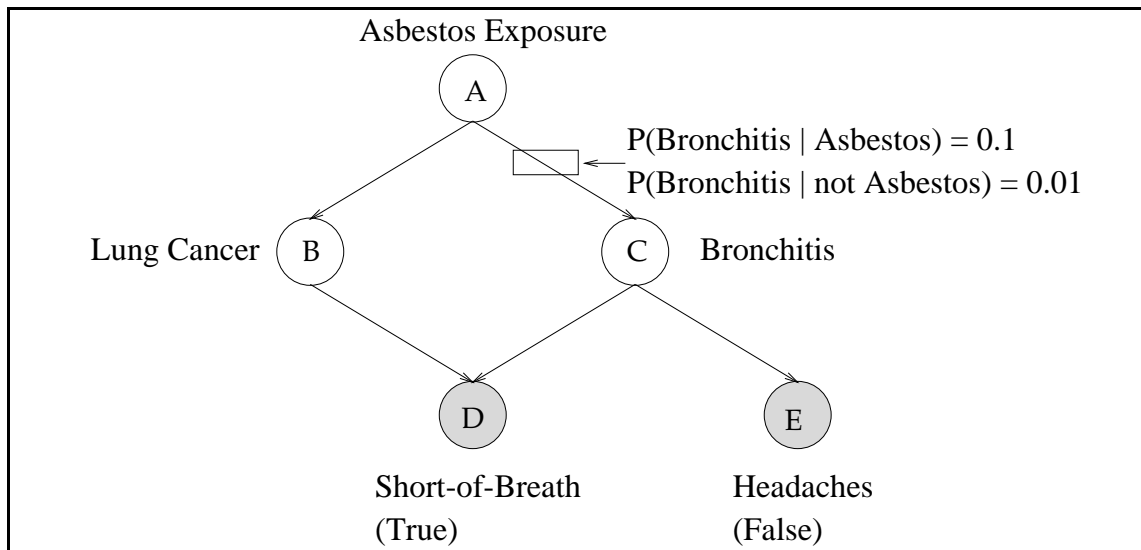 Asbestos Exposure
A
P(Bronchitis | Asbestos) = 0.1
P(Bronchitis | not Asbestos) = 0.01
Lung Cancer
B
C
Bronchitis
D
E
Short-of-Breath
(True)
Headaches
(False)